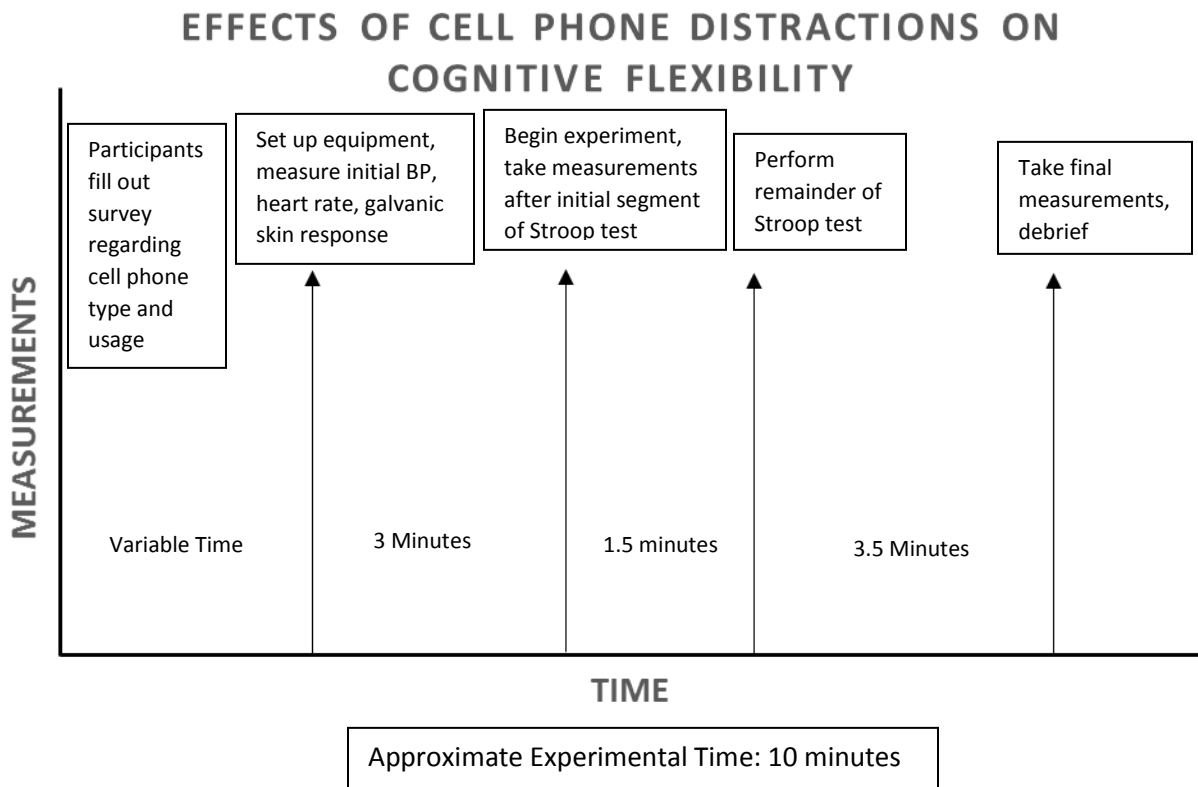 EFFECTS OF CELL PHONE DISTRACTIONS ON
COGNITIVE FLEXIBILITY
Participants
fill out
survey
regarding
cell phone
type and
usage
Set up equipment,
measure initial BP,
heart rate, galvanic
skin response
Begin experiment,
take measurements
after initial segment
of Stroop test
Perform
remainder of
Stroop test
Take final
measurements,
debrief
MEASUREMENTS
Variable Time
3 Minutes
1.5 minutes
3.5 Minutes
TIME
Approximate Experimental Time: 10 minutes